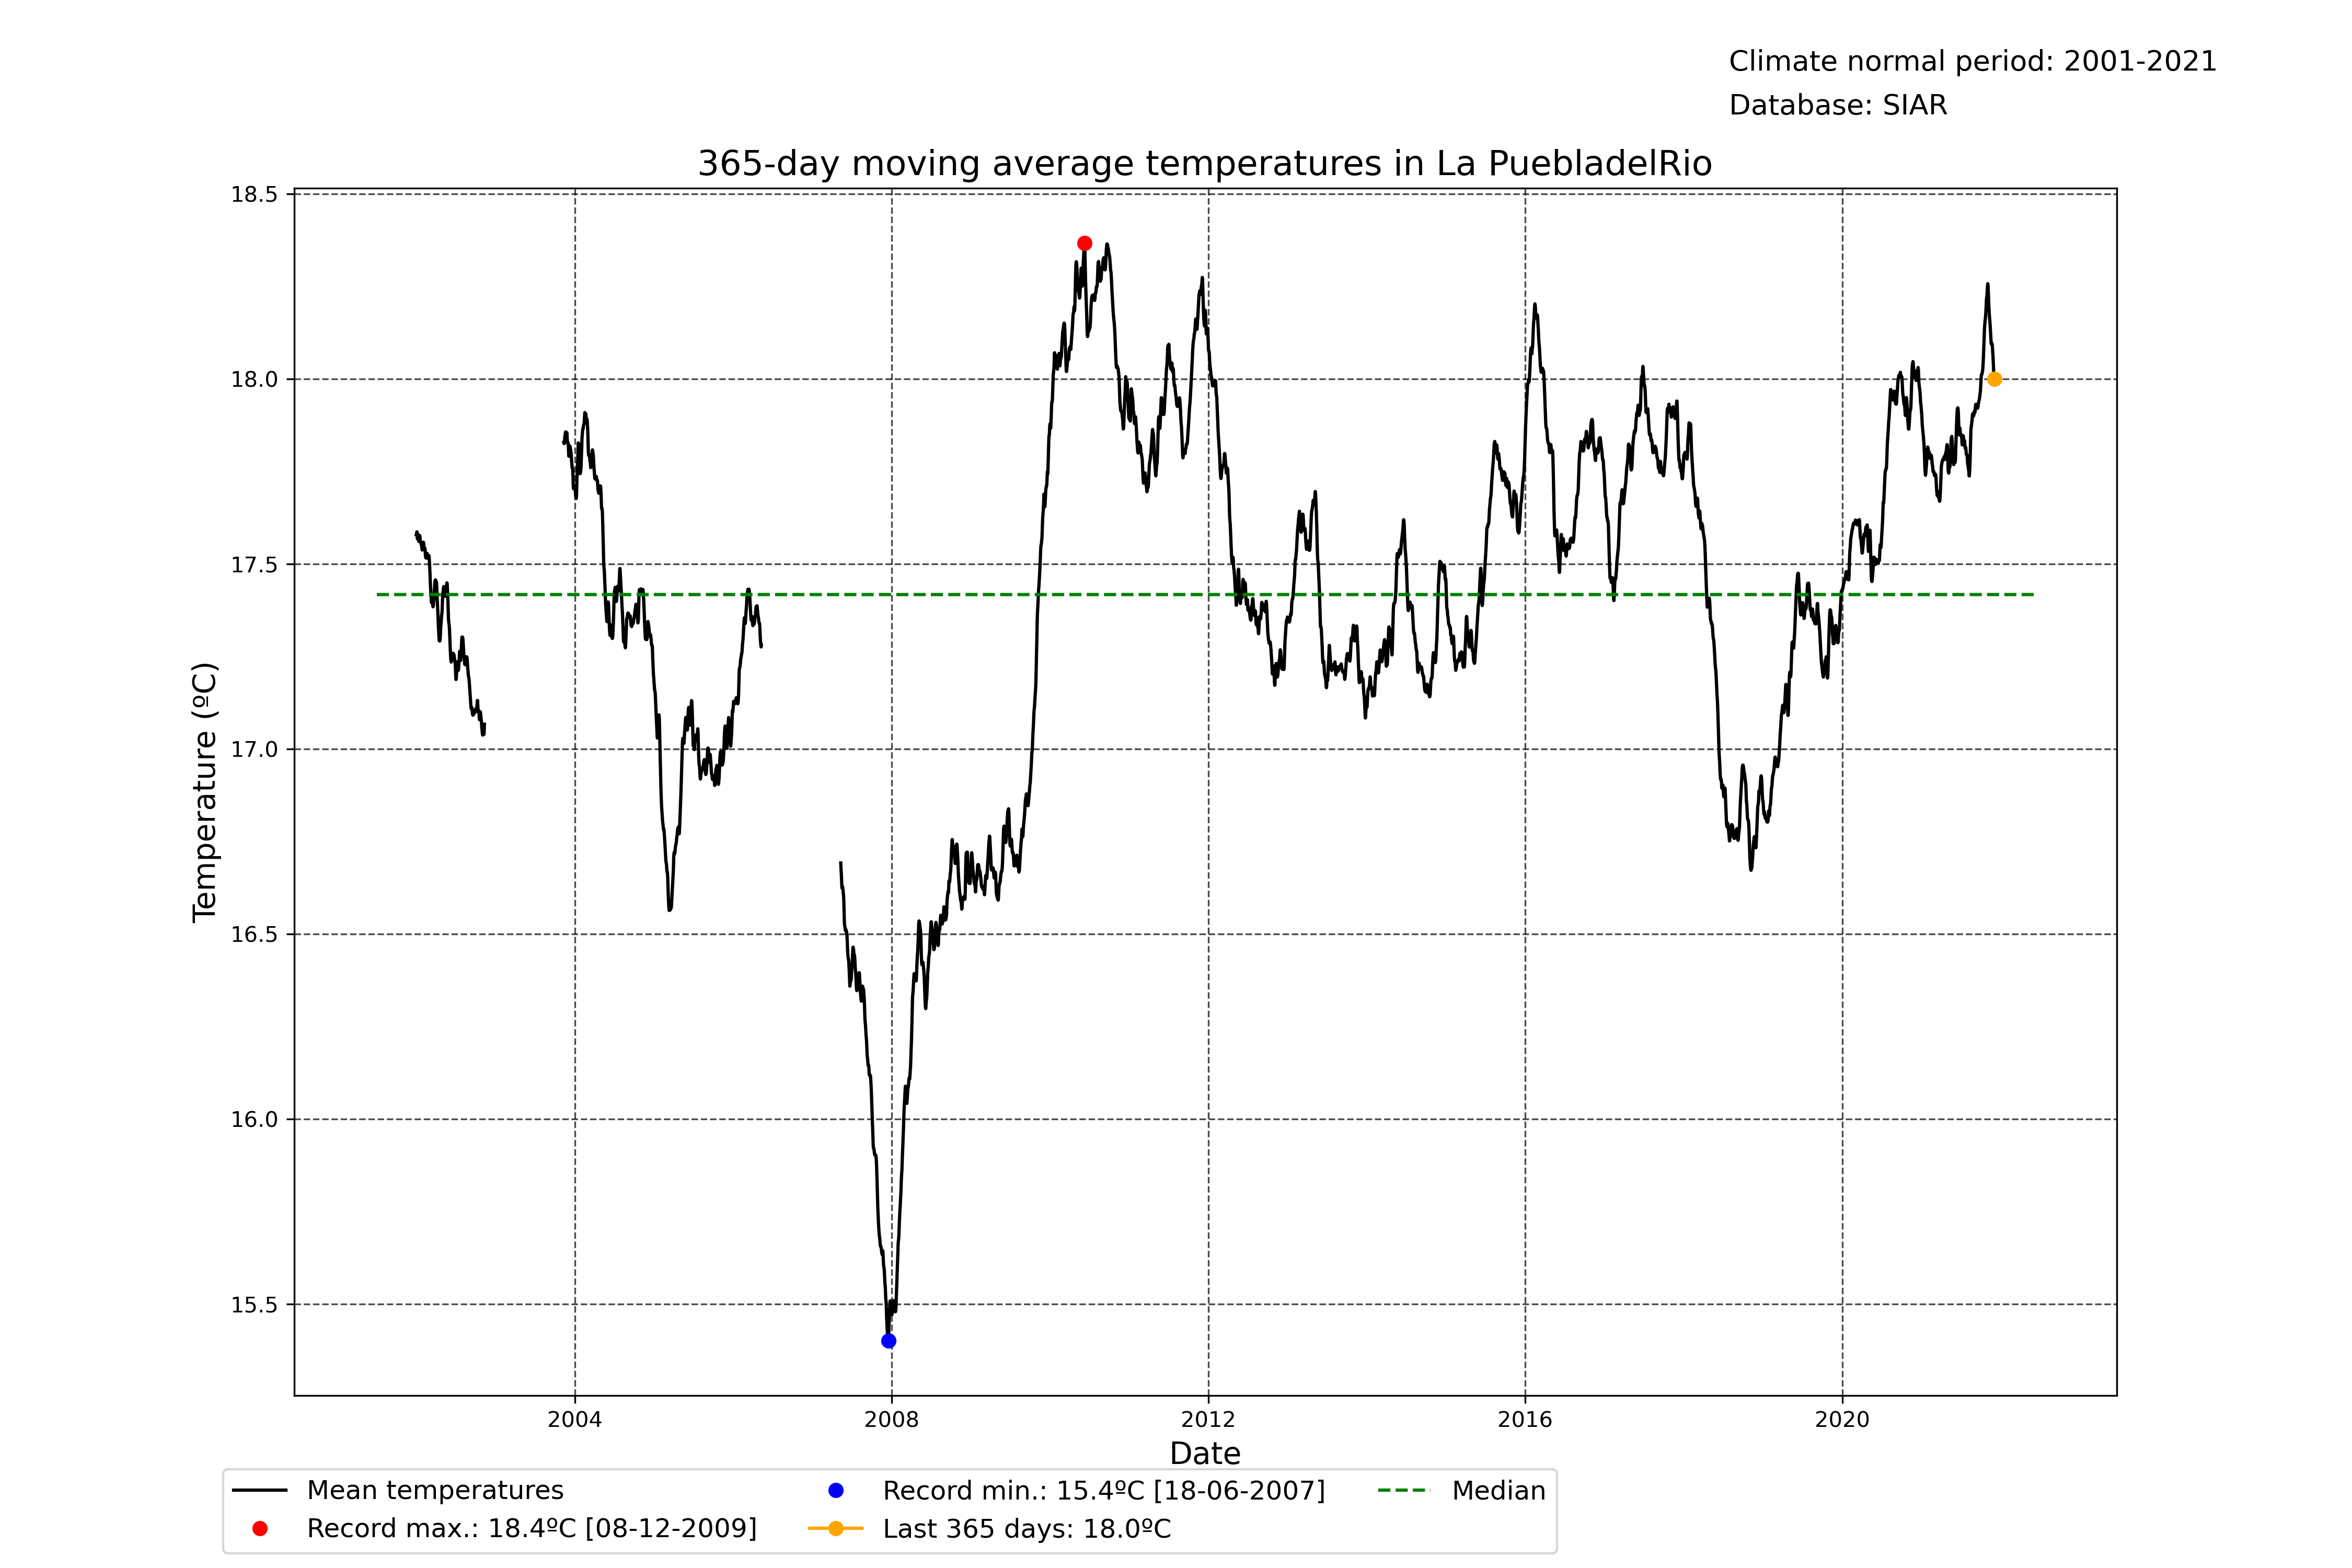 Climate normal period: 2001-2021
Database: SIAR
365-day moving average temperatures in La PuebladelRio
18.5
18.0
17.5
17.0
16.5
16.0
15.5
Temperature (ºC)
2004 2008 2012 2016 2020
Date
Mean temperatures
Record max.: 18.4ºC [08-12-2009]
Record min.: 15.4ºC [18-06-2007]
Last 365 days: 18.0ºC
Median